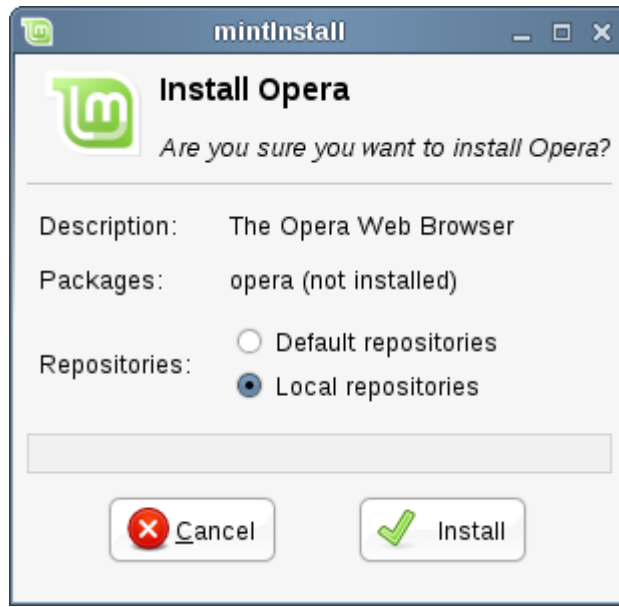 mintInstall
Install Opera
Are you sure you want to install Opera?
Description: The Opera Web Browser
Packages: opera (not installed)
Repositories:
Default repositories
Local repositories
Cancel Install